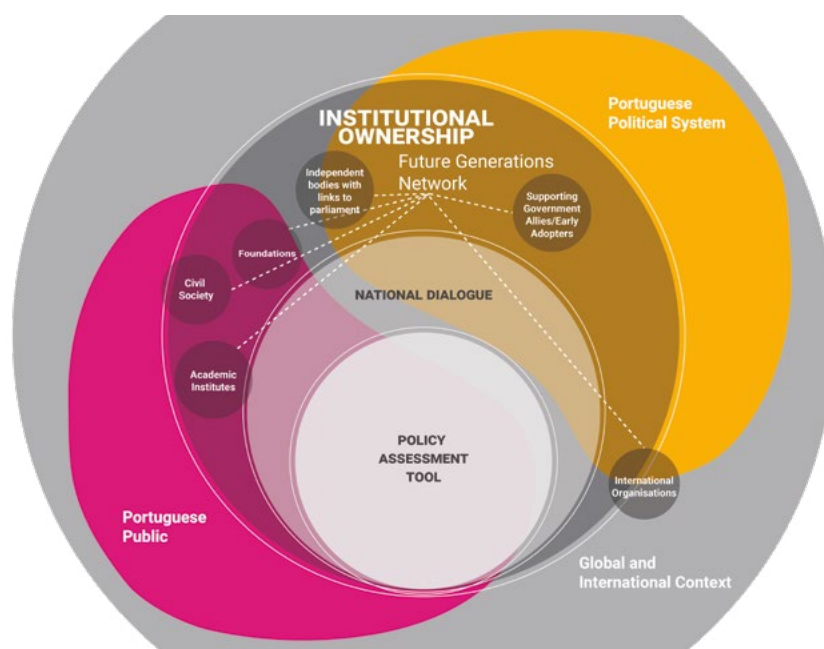 INSTITUTIONAL
OWNERSHIP
Future Generations
Network
Portuguese
Political System
Independent
bodies with
links to
parliament
Supporting
Government
Allies/Early
Adopters
Foundations
Civil
Society
NATIONAL DIALOGUE
Academic
Institutes
POLICY
ASSESSMENT
TOOL
International
Organisations
Portuguese
Public
Global and
International Context